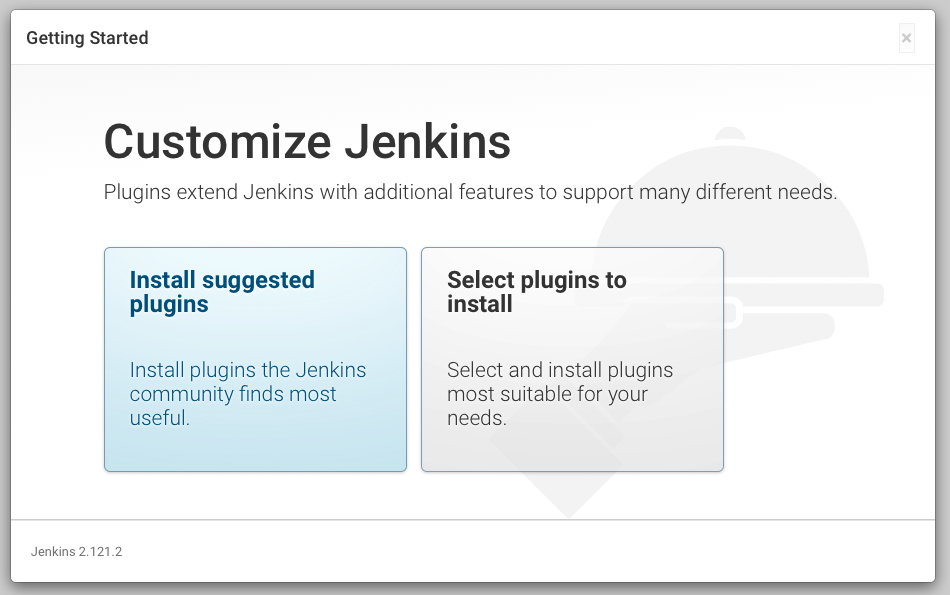 Getting Started
×
Customize Jenkins
Plugins extend Jenkins with additional features to support many different needs.
Install suggested
plugins
Install plugins the Jenkins
community finds most
useful.
Select plugins to
install
Select and install plugins
most suitable for your
needs.
Jenkins 2.121.2